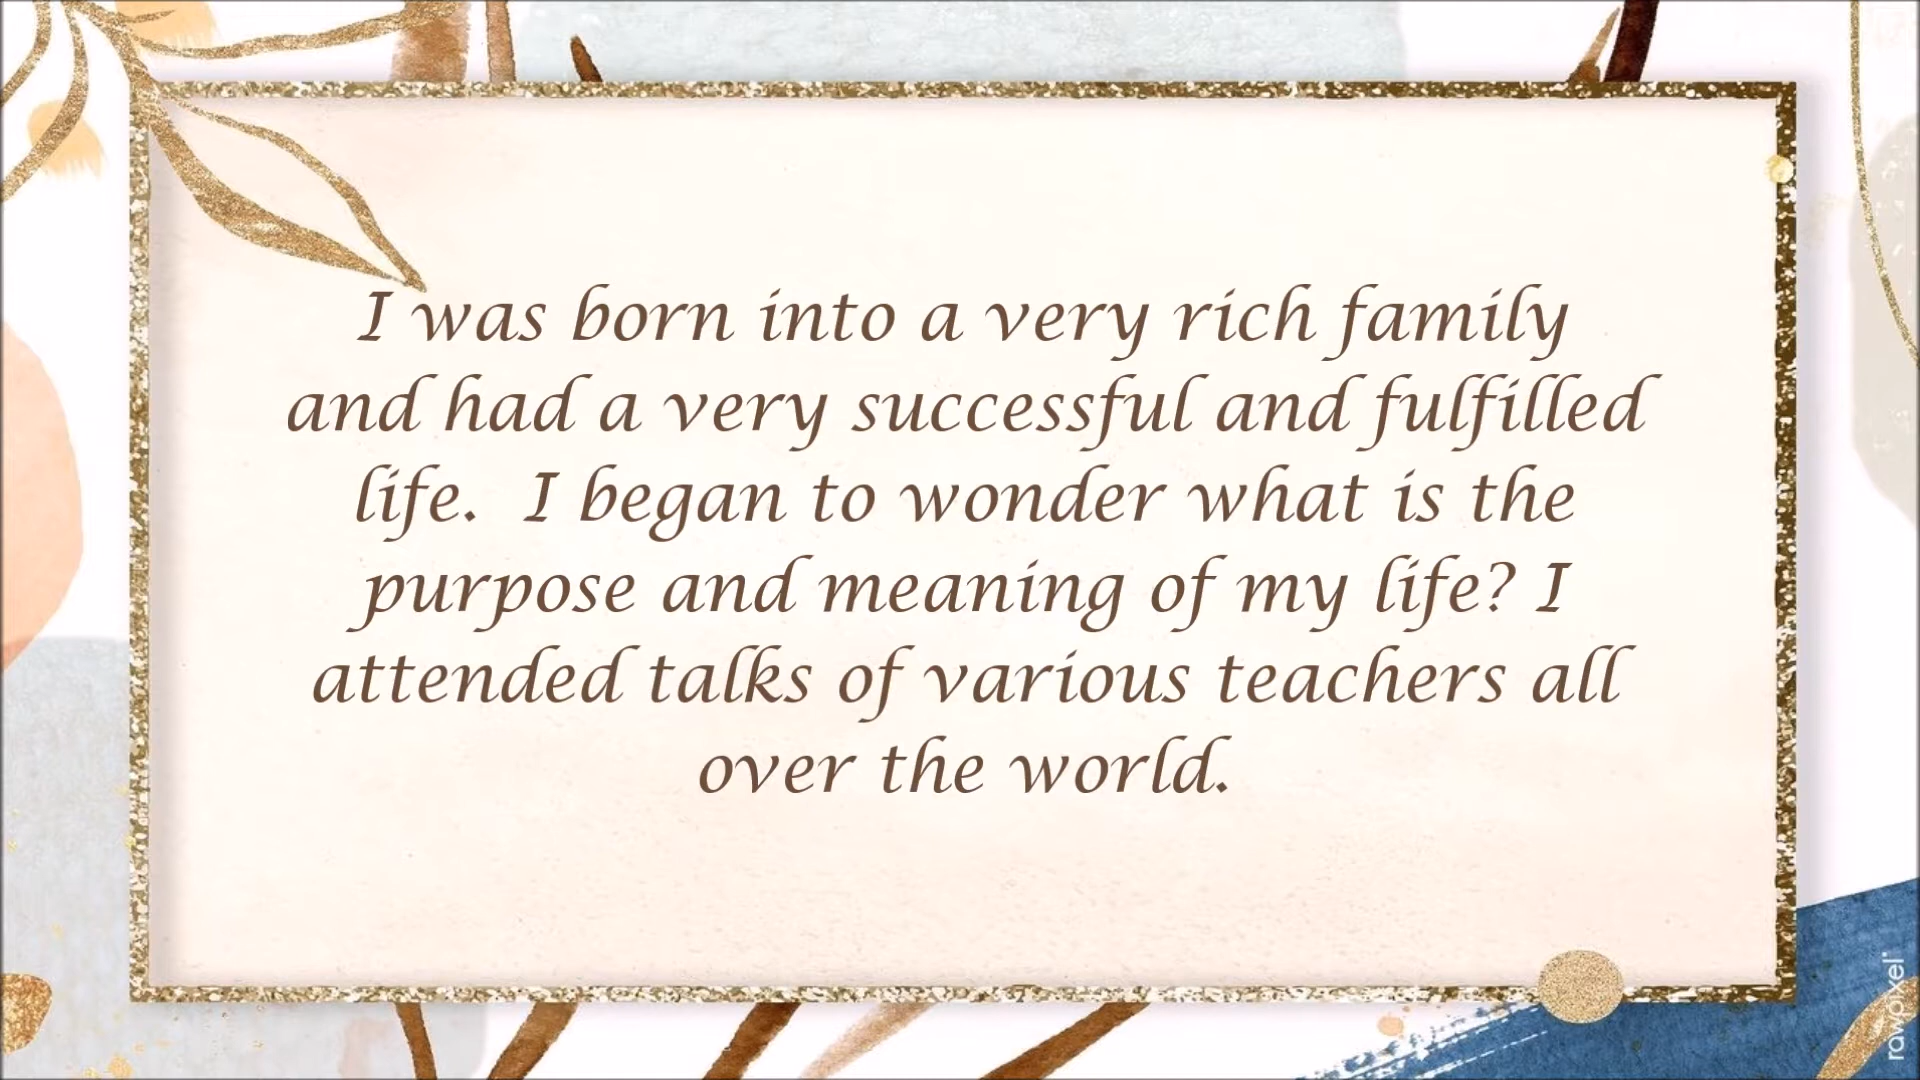 I was born into a very rich family
and had a very successful and fulfilled
life.  I began to wonder what is the
purpose and meaning of my life? I
attended talks of various teachers all
over the world.
rawpixel